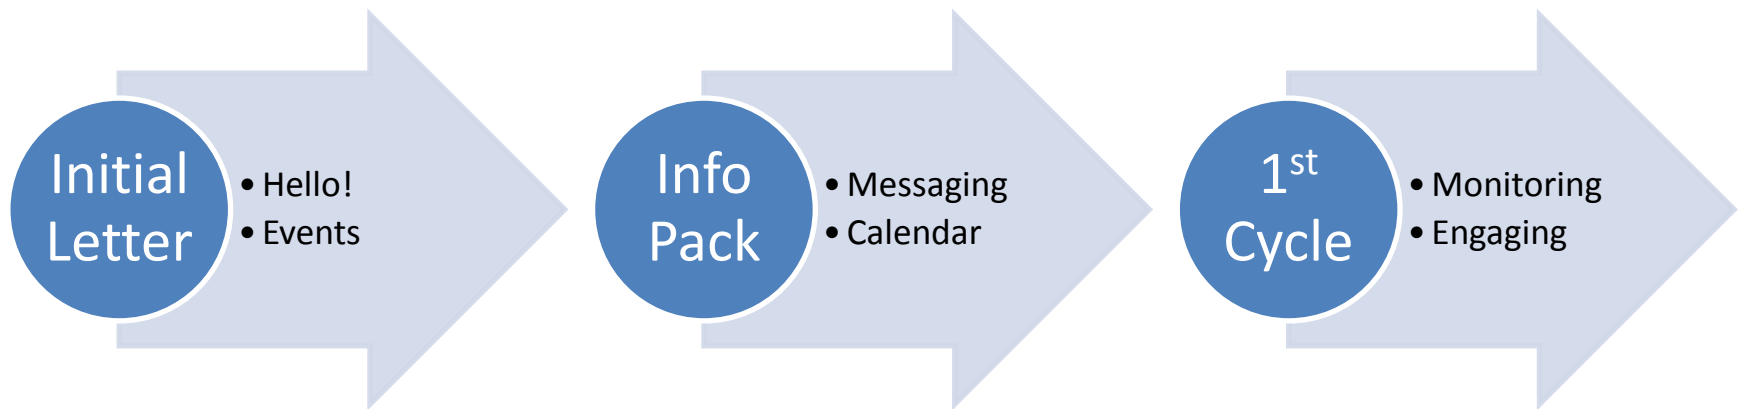 Initial
Letter
• Hello!
• Events
Info
Pack
• Messaging
• Calendar
1st
Cycle
• Monitoring
• Engaging